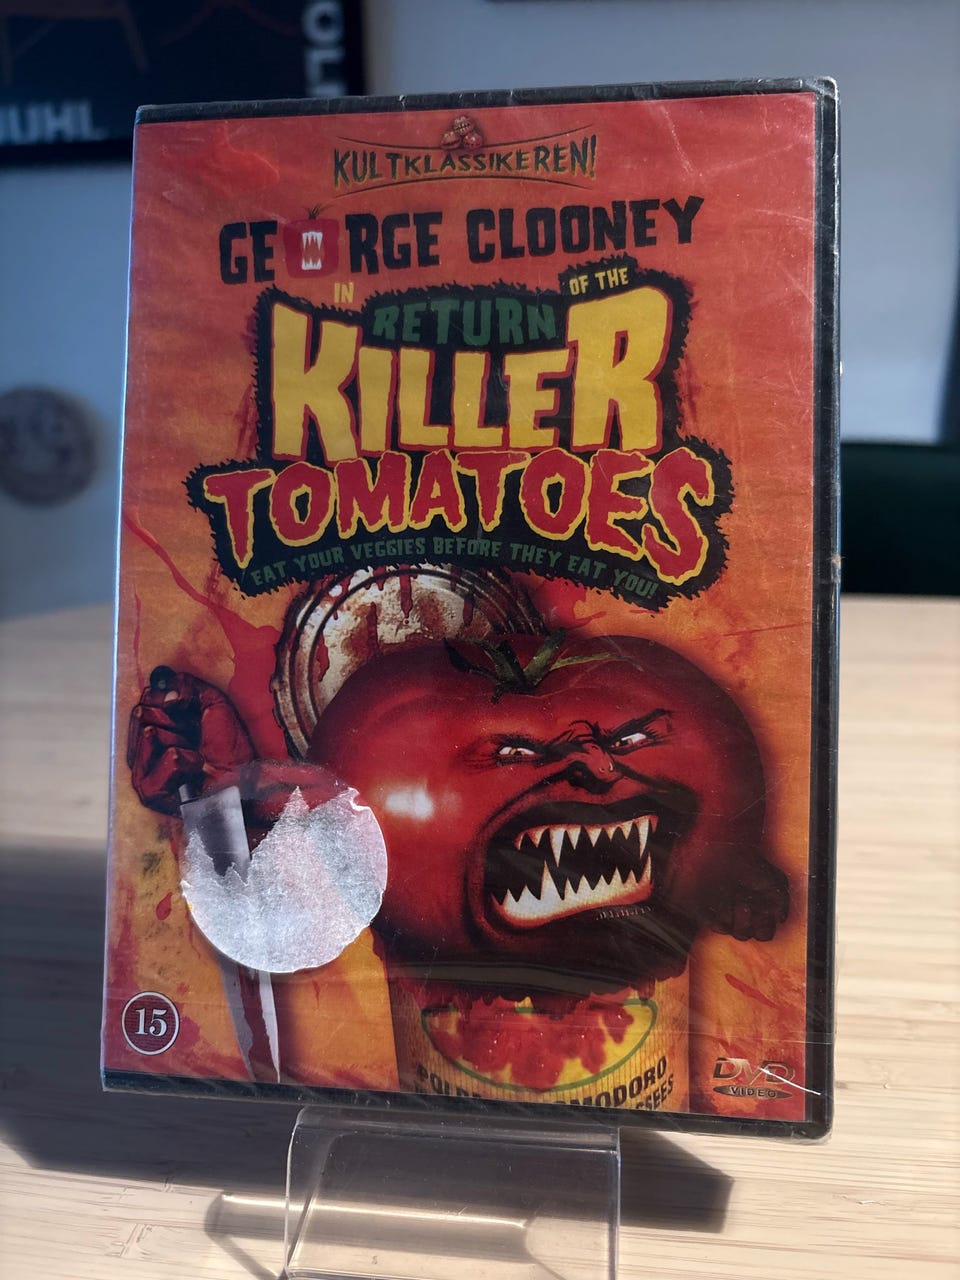 KULTKLASSIKEREN!
GEORGE CLOONEY
IN RETURN OF THE
KILLER
TOMATOES
EAT YOUR VEGGIES BEFORE THEY EAT YOU!
15
DVD
VIDEO